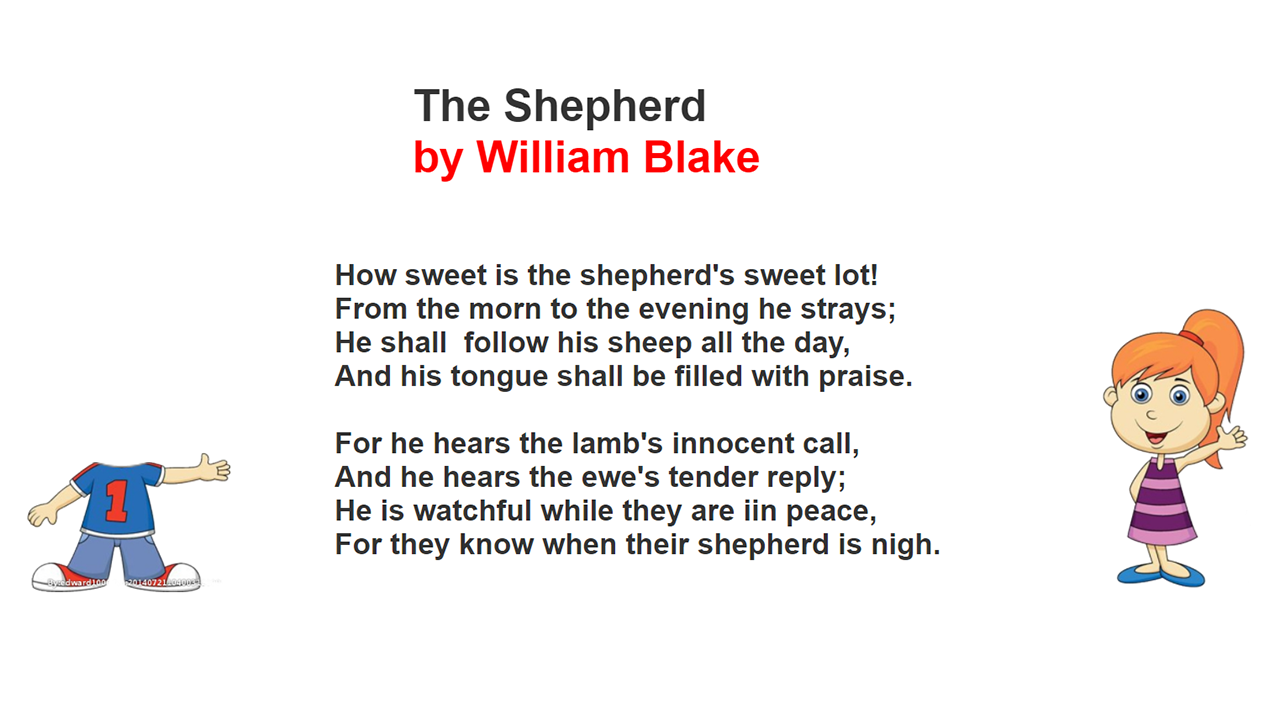 The Shepherd
by William Blake
How sweet is the shepherd's sweet lot!
From the morn to the evening he strays;
He shall  follow his sheep all the day,
And his tongue shall be filled with praise.
For he hears the lamb's innocent call,
And he hears the ewe's tender reply;
He is watchful while they are iin peace,
For they know when their shepherd is nigh.
1